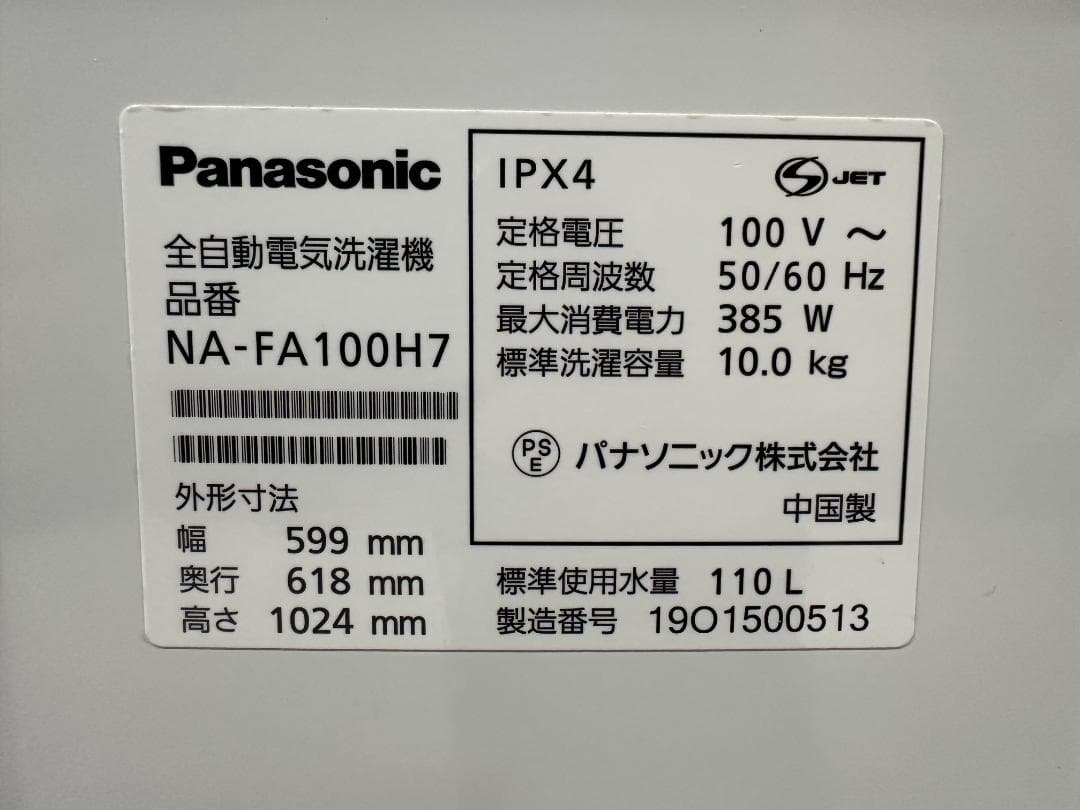 Panasonic
全自動電気洗濯機
品番
NA-FA100H7
外形寸法
幅 599 mm
奥行 618 mm
高さ 1024 mm
IPX4
S JET
定格電圧 100 V ～
定格周波数 50/60 Hz
最大消費電力 385 W
標準洗濯容量 10.0 kg
PS
E
パナソニック株式会社
中国製
標準使用水量 110 L
製造番号 19O1500513